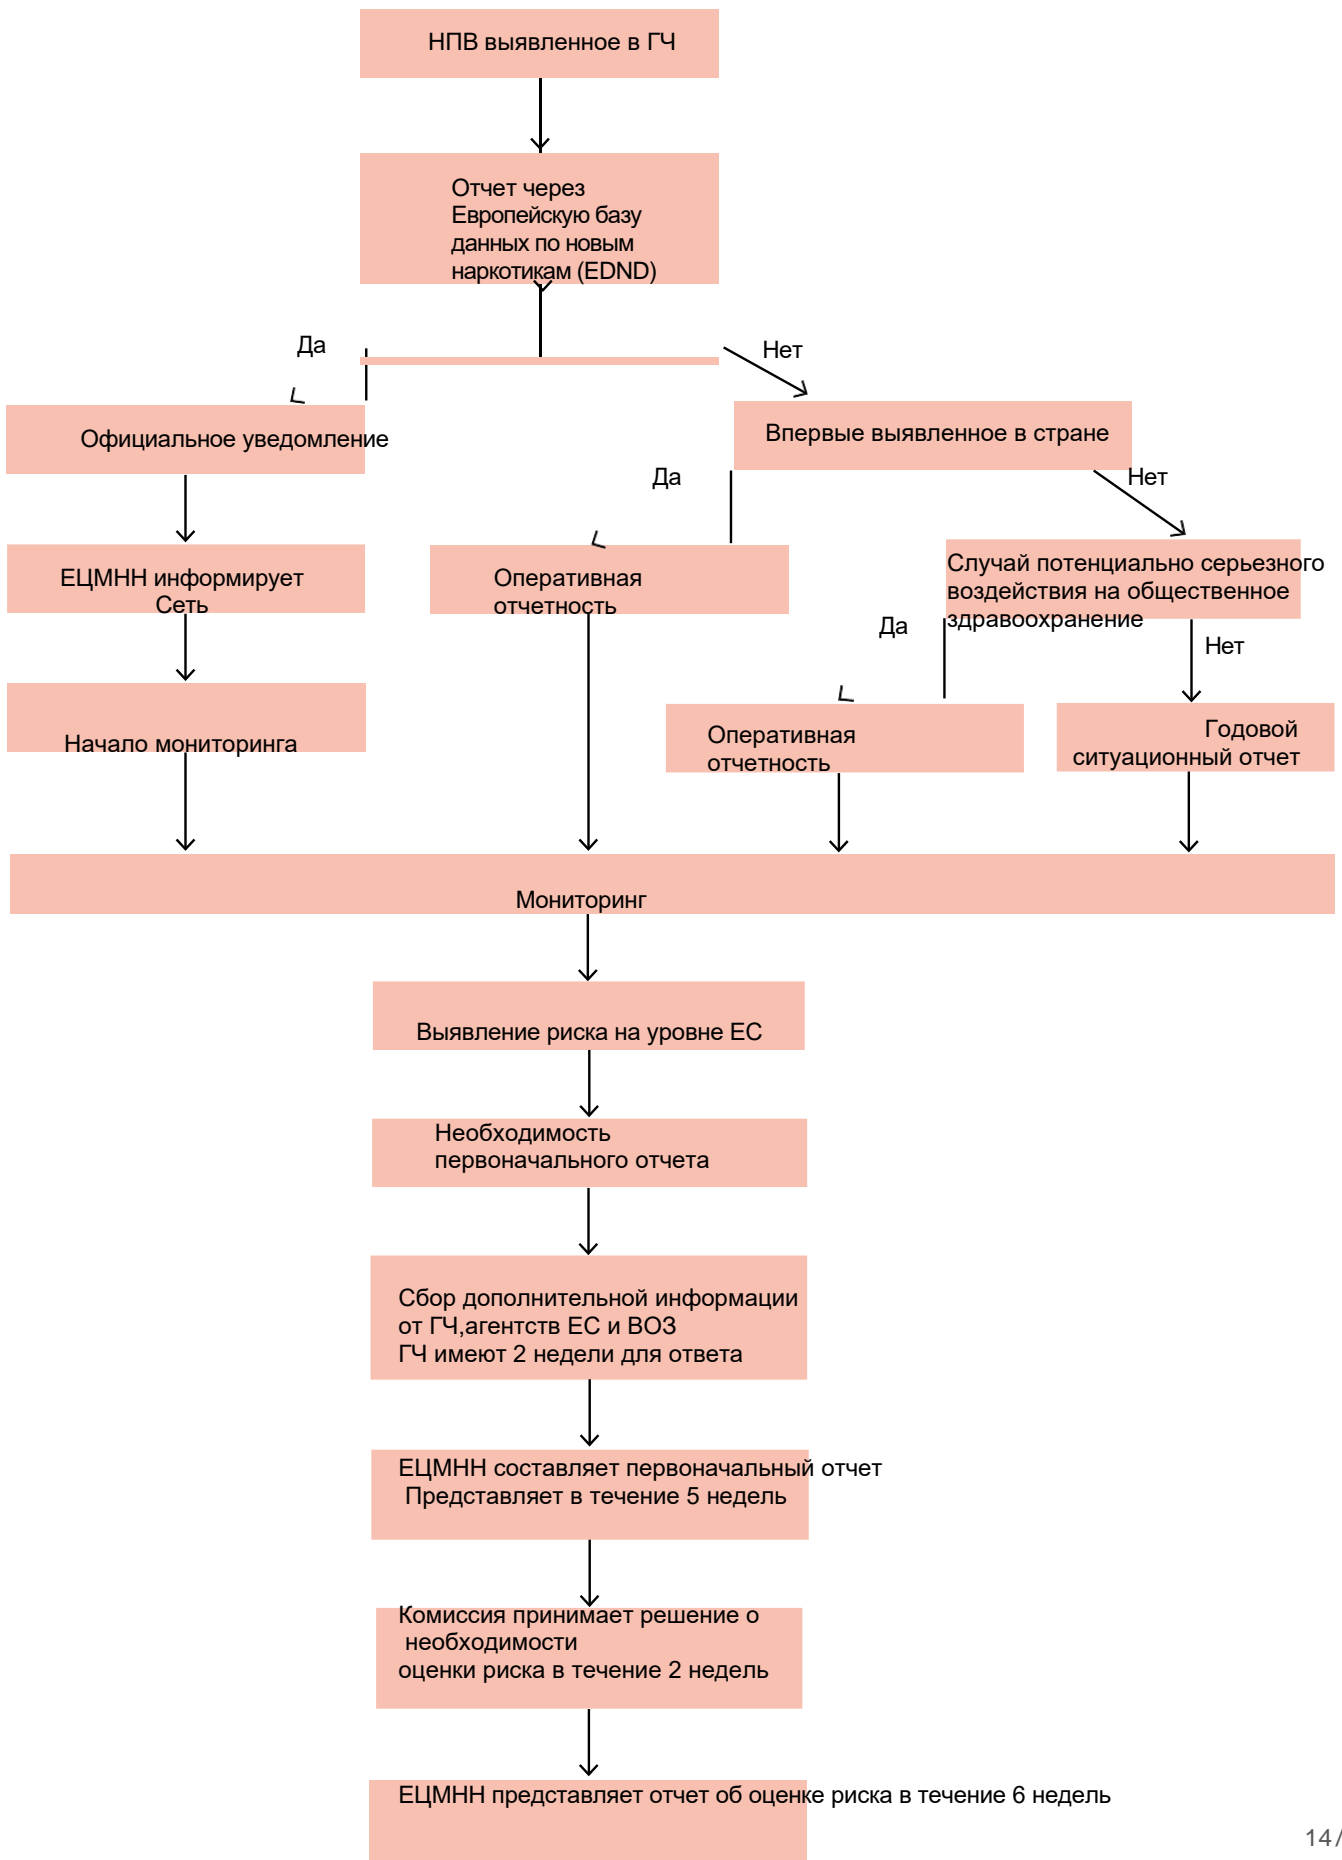 НПВ выявленное в ГЧ
Отчет через
Европейскую базу
данных по новым
наркотикам (EDND)
Да
Нет
Официальное уведомление
Впервые выявленное в стране
Да
Нет
ЕЦМНН информирует
Сеть
Оперативная
отчетность
Случай потенциально серьезного
воздействия на общественное
здравоохранение
Да
Нет
Начало мониторинга
Оперативная
отчетность
Годовой
ситуационный отчет
Мониторинг
Выявление риска на уровне ЕС
Необходимость
первоначального отчета
Сбор дополнительной информации
от ГЧ,агентств ЕС и ВОЗ
ГЧ имеют 2 недели для ответа
ЕЦМНН составляет первоначальный отчет
Представляет в течение 5 недель
Комиссия принимает решение о
необходимости
оценки риска в течение 2 недель
ЕЦМНН представляет отчет об оценке риска в течение 6 недель
14/